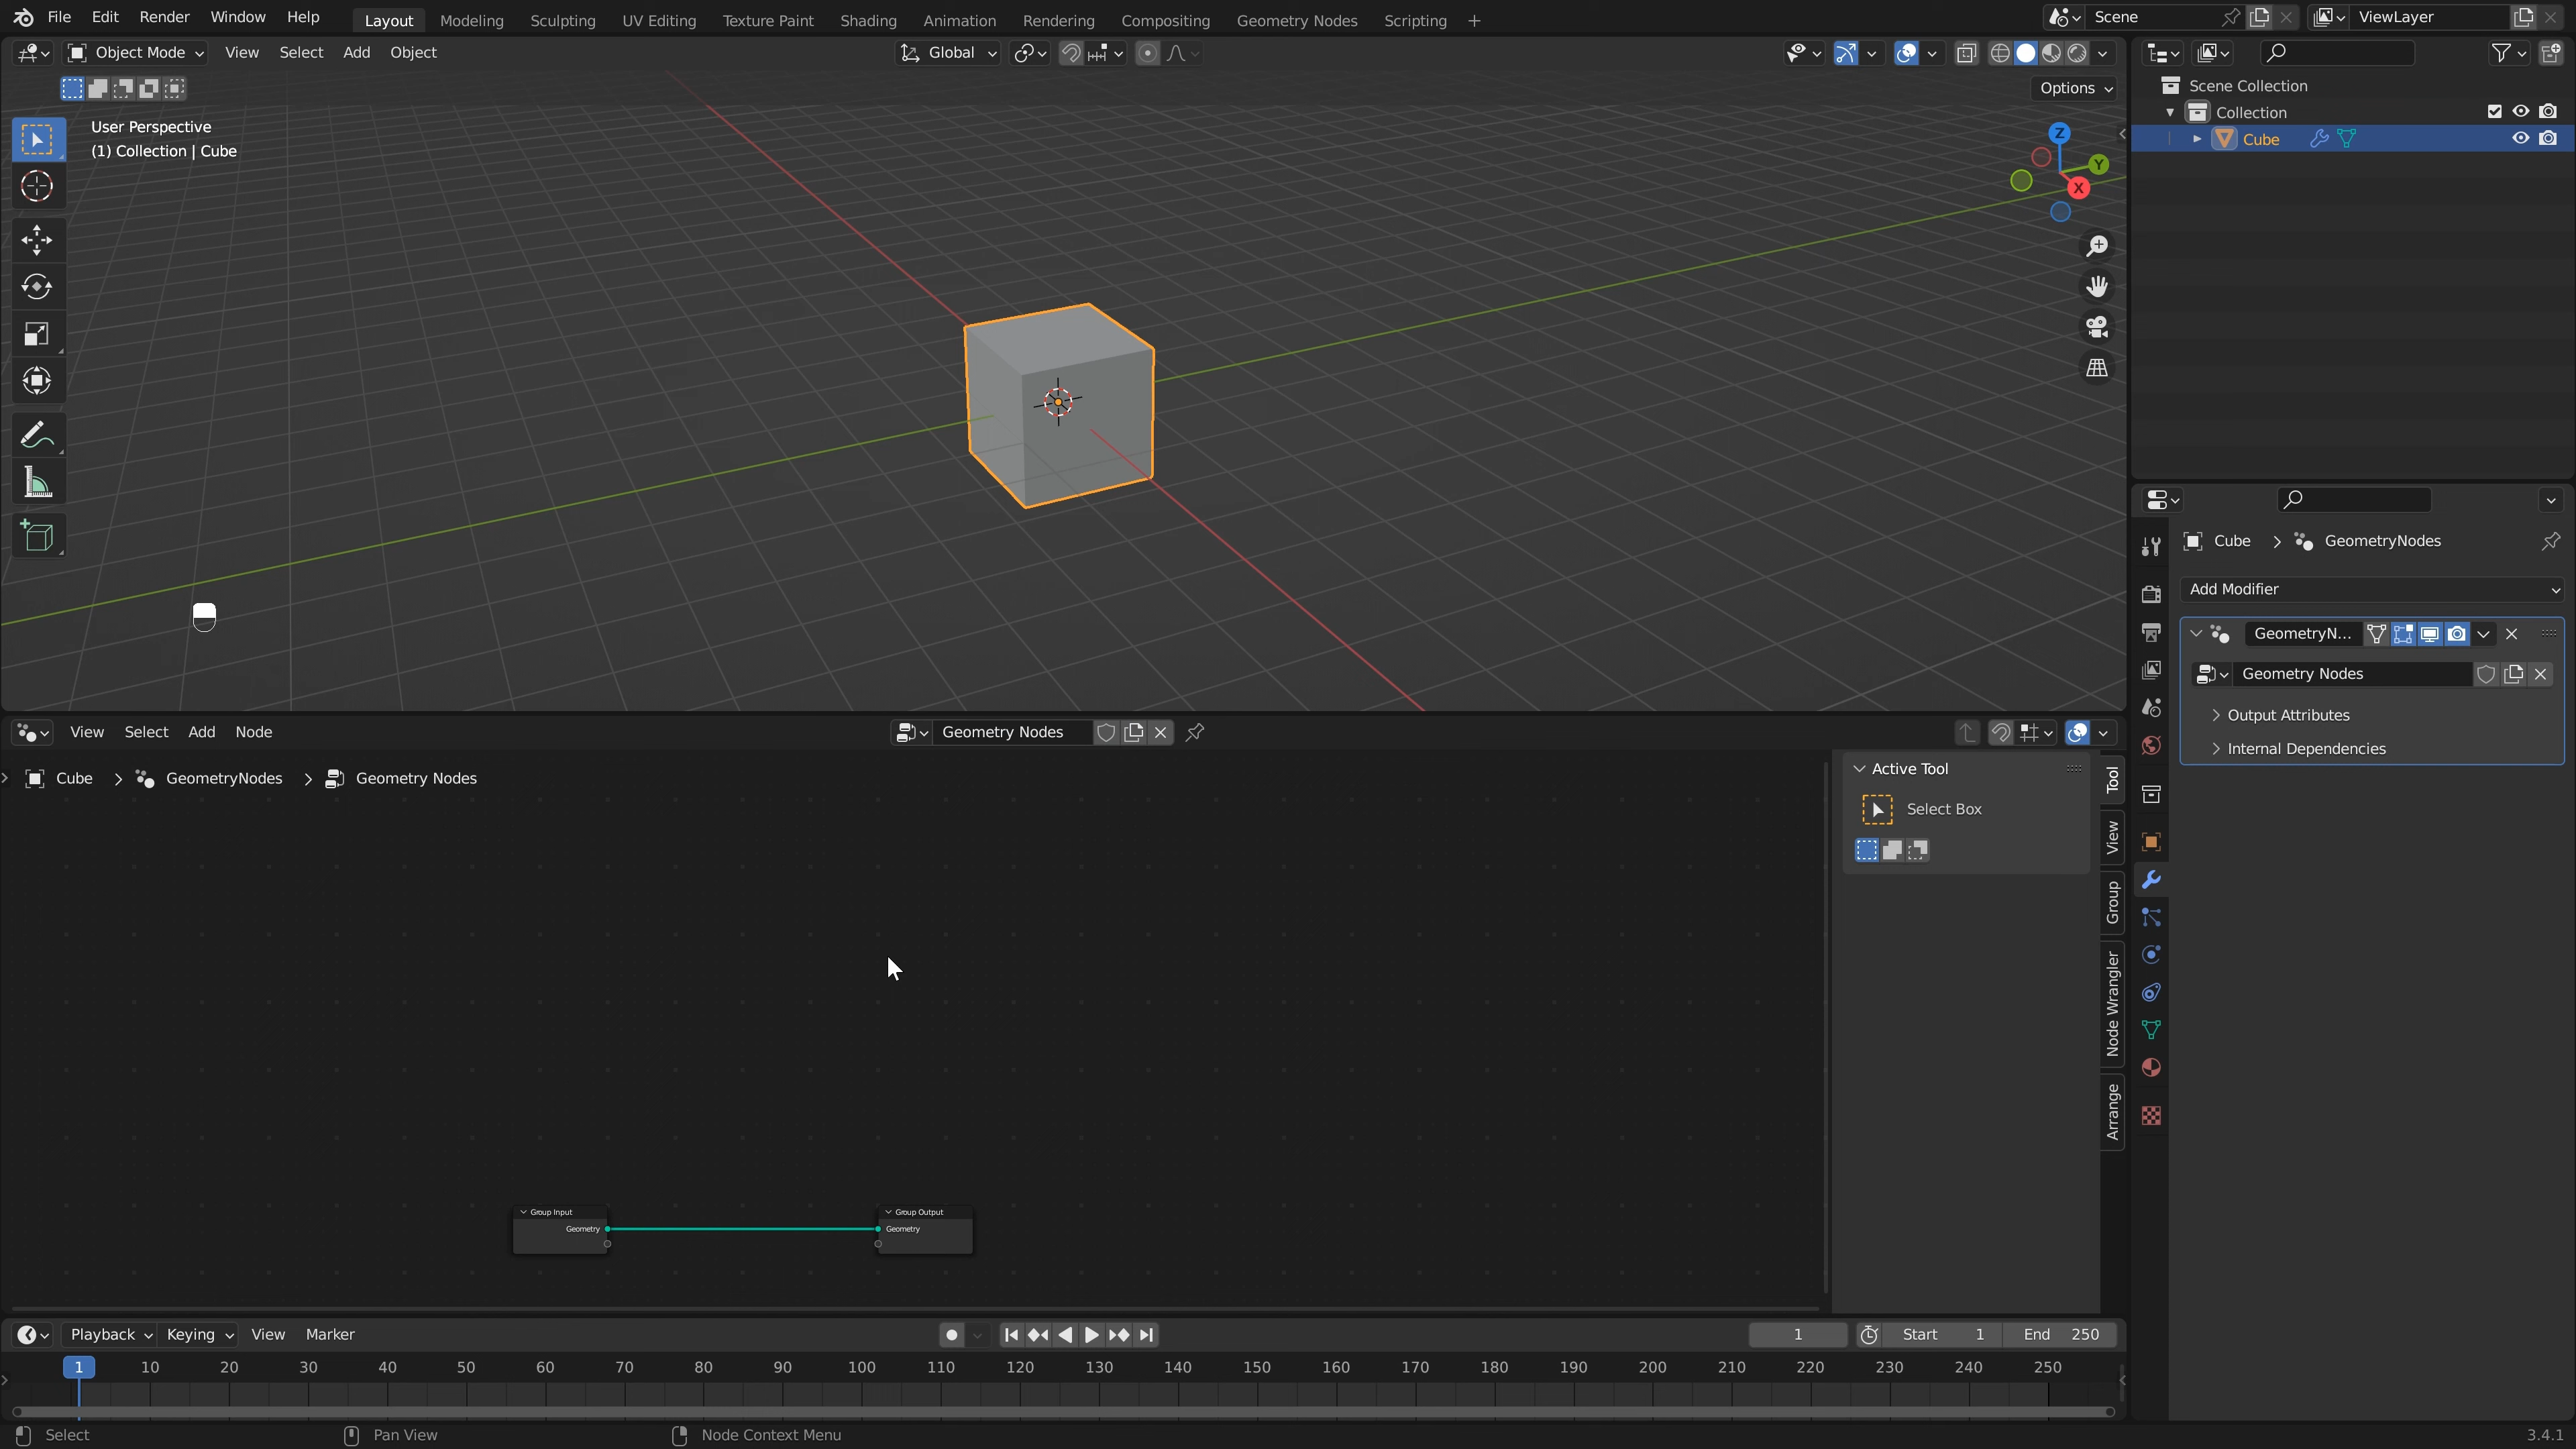 File Edit Render Window Help Layout Modeling Sculpting UV Editing Texture Paint Shading Animation Rendering Compositing Geometry Nodes Scripting + Scene ViewLayer
Object Mode View Select Add Object Global
Options
User Perspective
(1) Collection | Cube
Z
Y
X
Scene Collection
Collection
Cube
Cube > GeometryNodes
Add Modifier
GeometryN...
Geometry Nodes
Output Attributes
Internal Dependencies
View Select Add Node Geometry Nodes
Cube > GeometryNodes > Geometry Nodes
Active Tool
Select Box
Tool
View
Group
Node Wrangler
Arrange
Group Input
Geometry
Group Output
Geometry
Playback Keying View Marker 1 Start 1 End 250
1 10 20 30 40 50 60 70 80 90 100 110 120 130 140 150 160 170 180 190 200 210 220 230 240 250
Select Pan View Node Context Menu 3.4.1